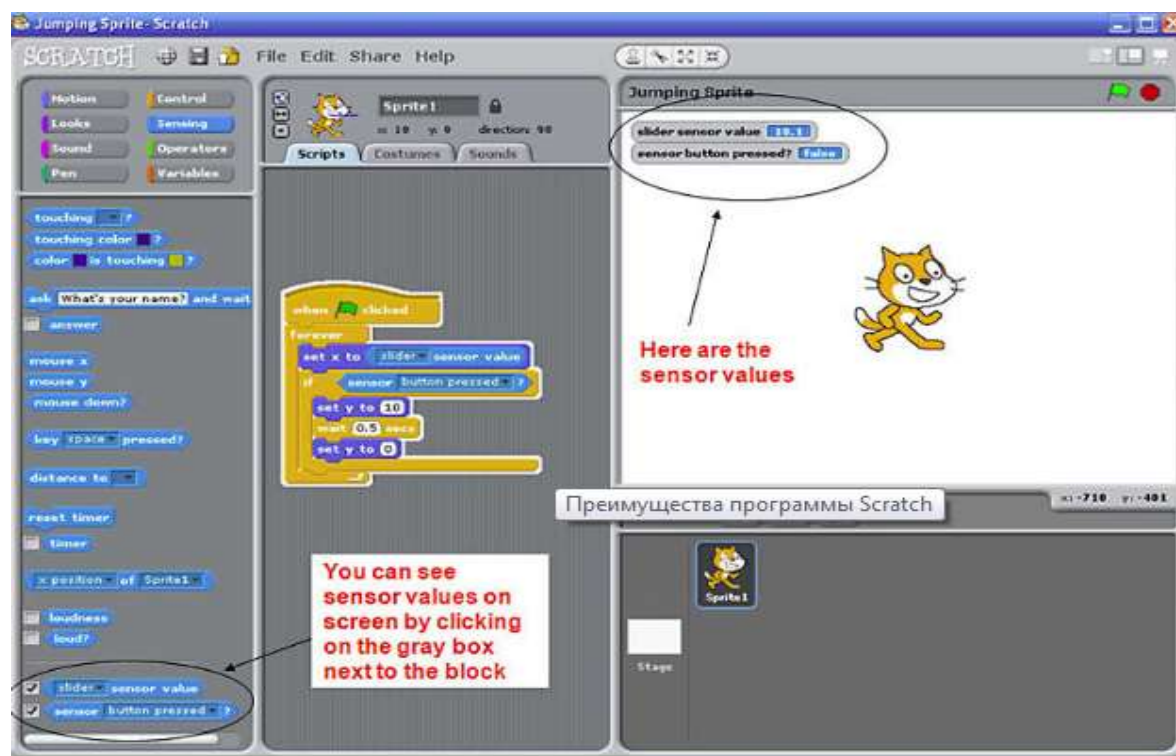 Jumping Sprite - Scratch
SCRATCH File Edit Share Help
Motion Control
Looks Sensing
Sound Operators
Pen Variables
touching ?
touching color ?
color is touching ?
ask What's your name? and wait
answer
mouse x
mouse y
mouse down?
key space pressed?
distance to
reset timer
timer
x position of Sprite1
loudness
loud?
slider sensor value
sensor button pressed ?
Sprite1
x: 10 y: 0 direction: 90
Scripts Costumes Sounds
when clicked
forever
set x to slider sensor value
if sensor button pressed ?
set y to 10
wait 0.5 secs
set y to 0
You can see
sensor values on
screen by clicking
on the gray box
next to the block
Jumping Sprite
slider sensor value 10.1
sensor button pressed? false
Here are the
sensor values
Преимущества программы Scratch
x: -710 y: -401
Sprite1
Stage